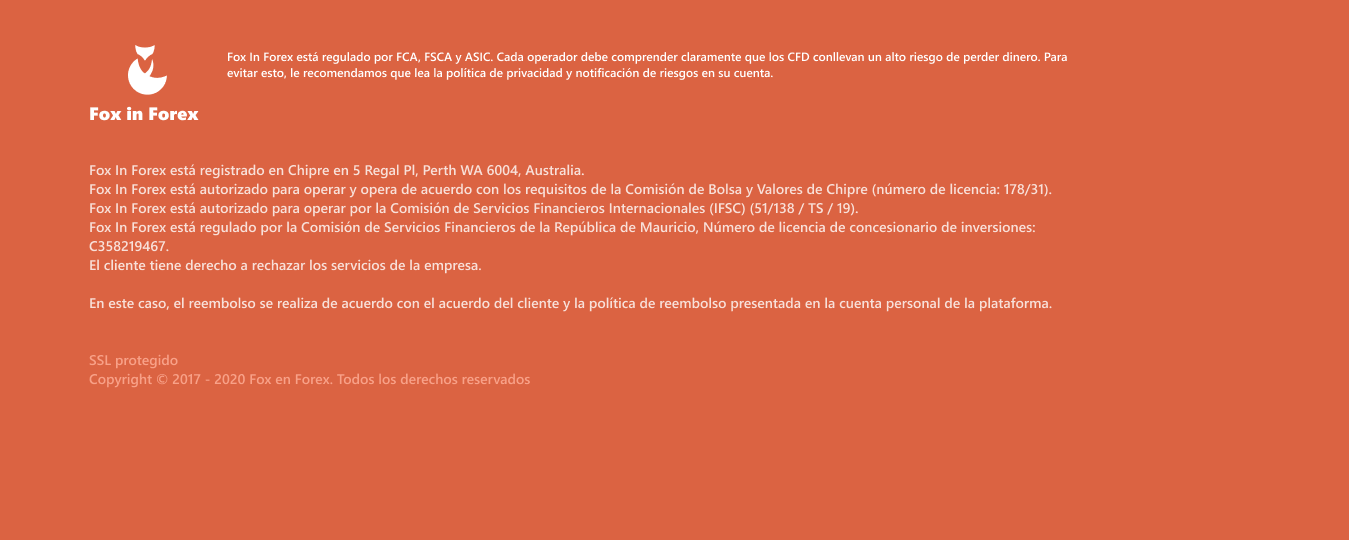 Fox In Forex está regulado por FCA, FSCA y ASIC. Cada operador debe comprender claramente que los CFD conllevan un alto riesgo de perder dinero. Para
evitar esto, le recomendamos que lea la política de privacidad y notificación de riesgos en su cuenta.
Fox in Forex
Fox In Forex está registrado en Chipre en 5 Regal Pl, Perth WA 6004, Australia.
Fox In Forex está autorizado para operar y opera de acuerdo con los requisitos de la Comisión de Bolsa y Valores de Chipre (número de licencia: 178/31).
Fox In Forex está autorizado para operar por la Comisión de Servicios Financieros Internacionales (IFSC) (51/138 / TS / 19).
Fox In Forex está regulado por la Comisión de Servicios Financieros de la República de Mauricio, Número de licencia de concesionario de inversiones:
C358219467.
El cliente tiene derecho a rechazar los servicios de la empresa.
En este caso, el reembolso se realiza de acuerdo con el acuerdo del cliente y la política de reembolso presentada en la cuenta personal de la plataforma.
SSL protegido
Copyright © 2017 - 2020 Fox en Forex. Todos los derechos reservados